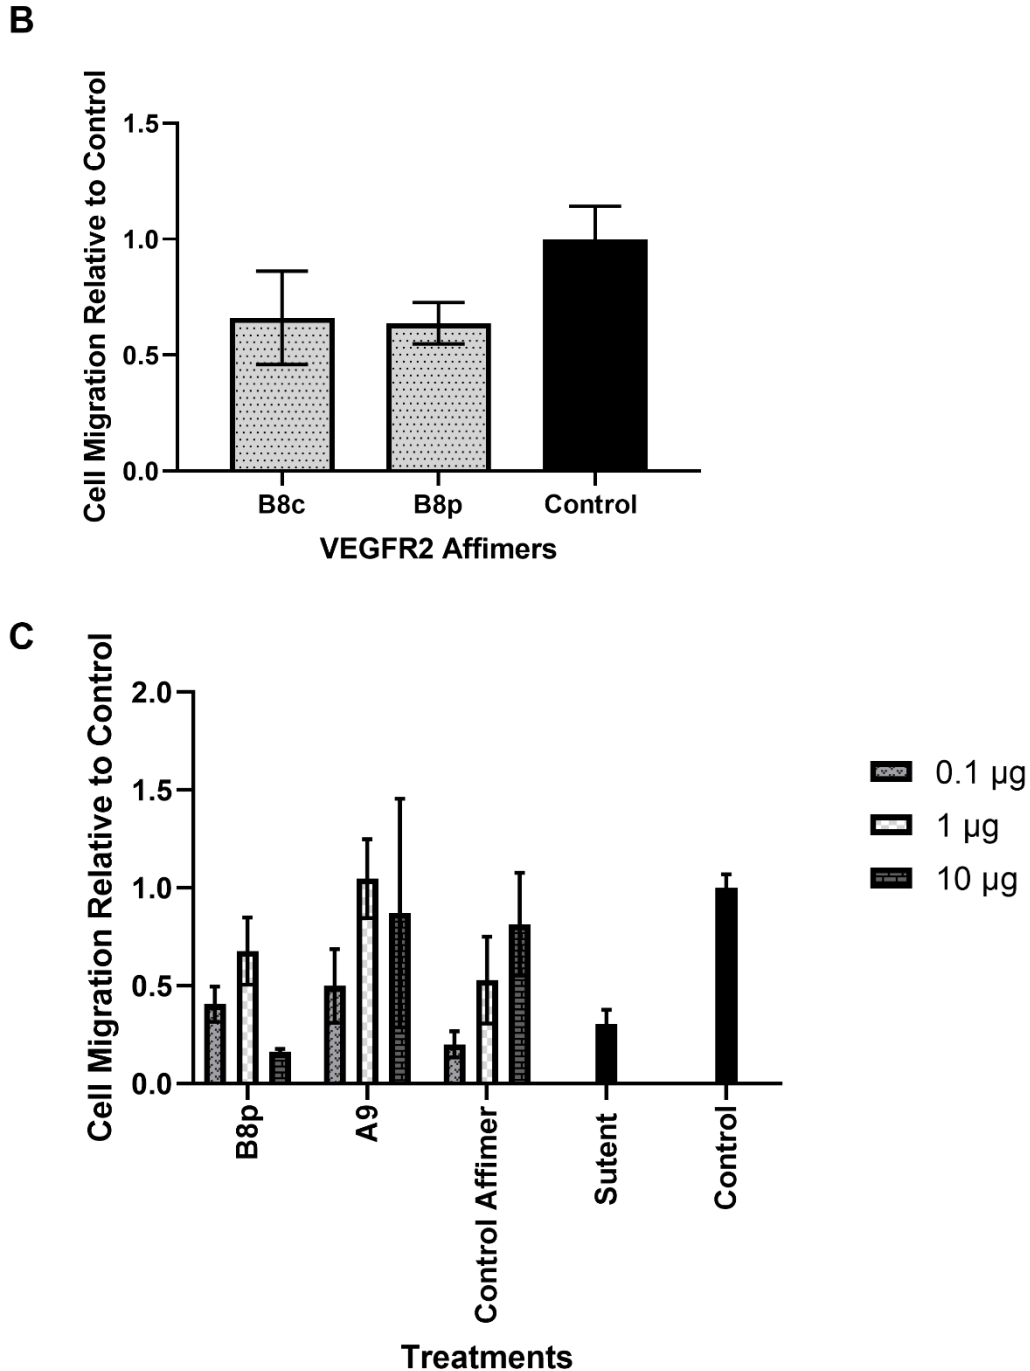 B
Cell Migration Relative to Control
1.5
1.0
0.5
0.0
B8c B8p Control
VEGFR2 Affimers
C
Cell Migration Relative to Control
2.0
1.5
1.0
0.5
0.0
B8p
A9
Control Affimer
Sutent
Control
Treatments
0.1 µg
1 µg
10 µg